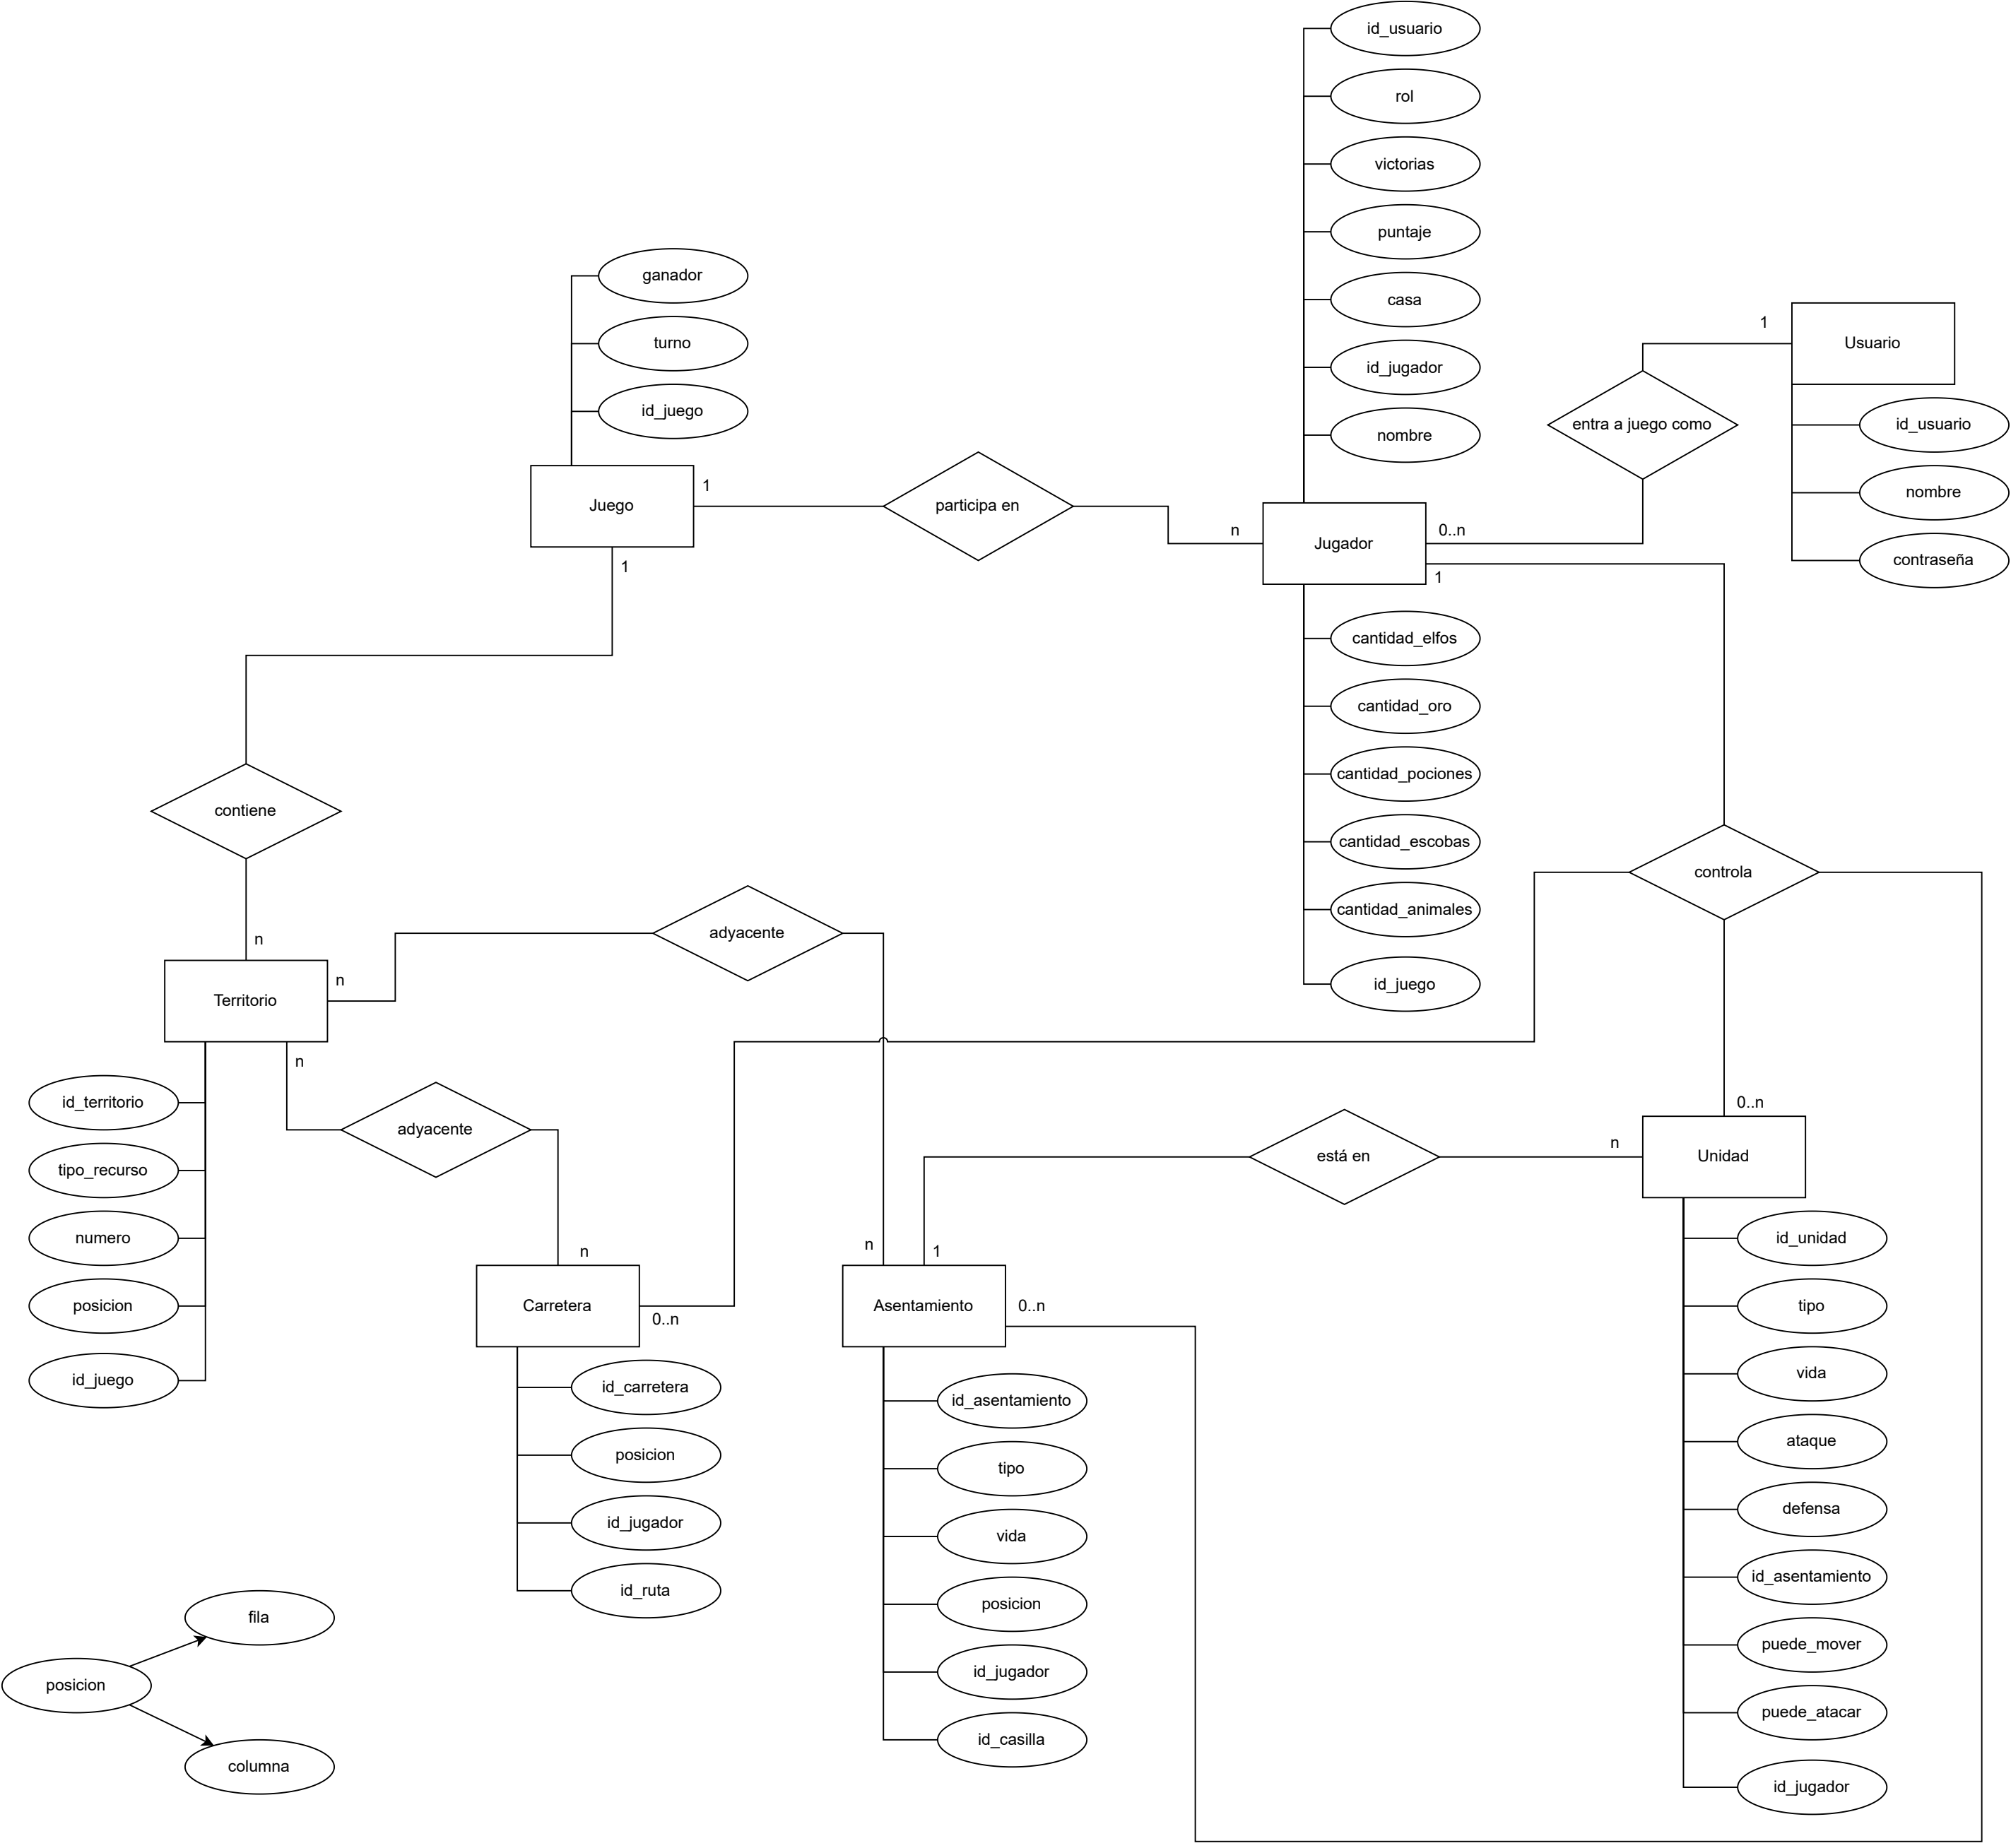 id_usuario
rol
victorias
puntaje
casa
id_jugador
nombre
ganador
turno
id_juego
Juego
1
1
participa en
n
Jugador
0..n
1
entra a juego como
1
Usuario
id_usuario
nombre
contraseña
cantidad_elfos
cantidad_oro
cantidad_pociones
cantidad_escobas
cantidad_animales
id_juego
contiene
n
controla
adyacente
Territorio
n
n
id_territorio
tipo_recurso
numero
posicion
id_juego
adyacente
n
Carretera
0..n
id_carretera
posicion
id_jugador
id_ruta
n
1
Asentamiento
0..n
id_asentamiento
tipo
vida
posicion
id_jugador
id_casilla
está en
n
0..n
Unidad
id_unidad
tipo
vida
ataque
defensa
id_asentamiento
puede_mover
puede_atacar
id_jugador
fila
posicion
columna